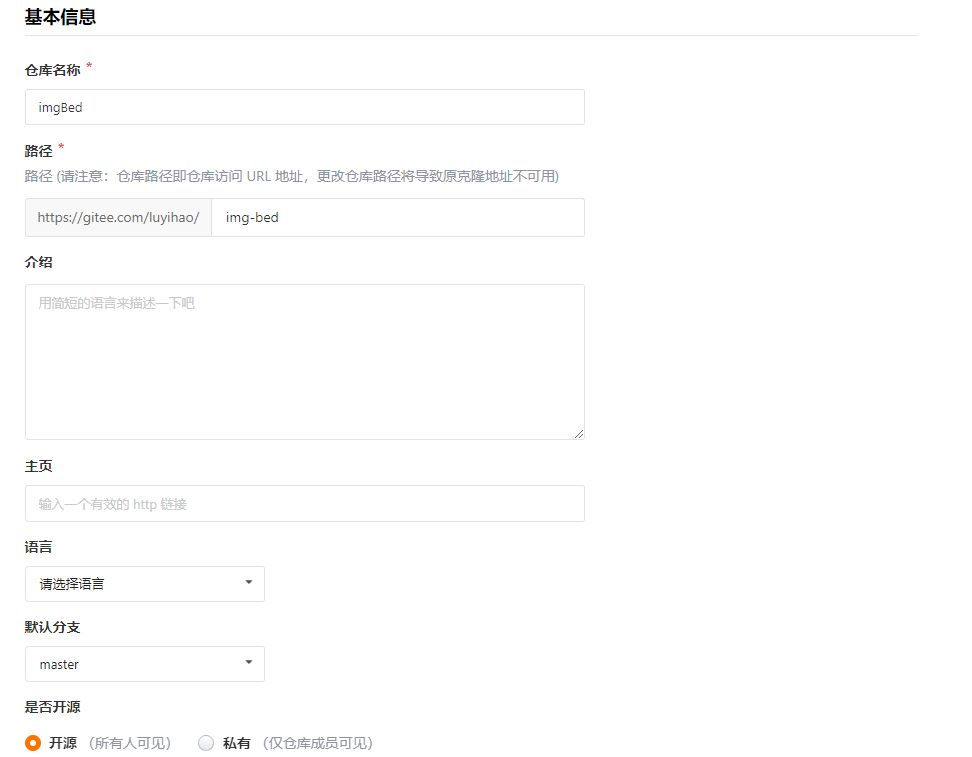 基本信息
仓库名称 *
imgBed
路径 *
路径 (请注意：仓库路径即仓库访问 URL 地址，更改仓库路径将导致原克隆地址不可用)
https://gitee.com/luyihao/ img-bed
介绍
用简短的语言来描述一下吧
主页
输入一个有效的 http 链接
语言
请选择语言
默认分支
master
是否开源
开源 （所有人可见） 私有 （仅仓库成员可见）